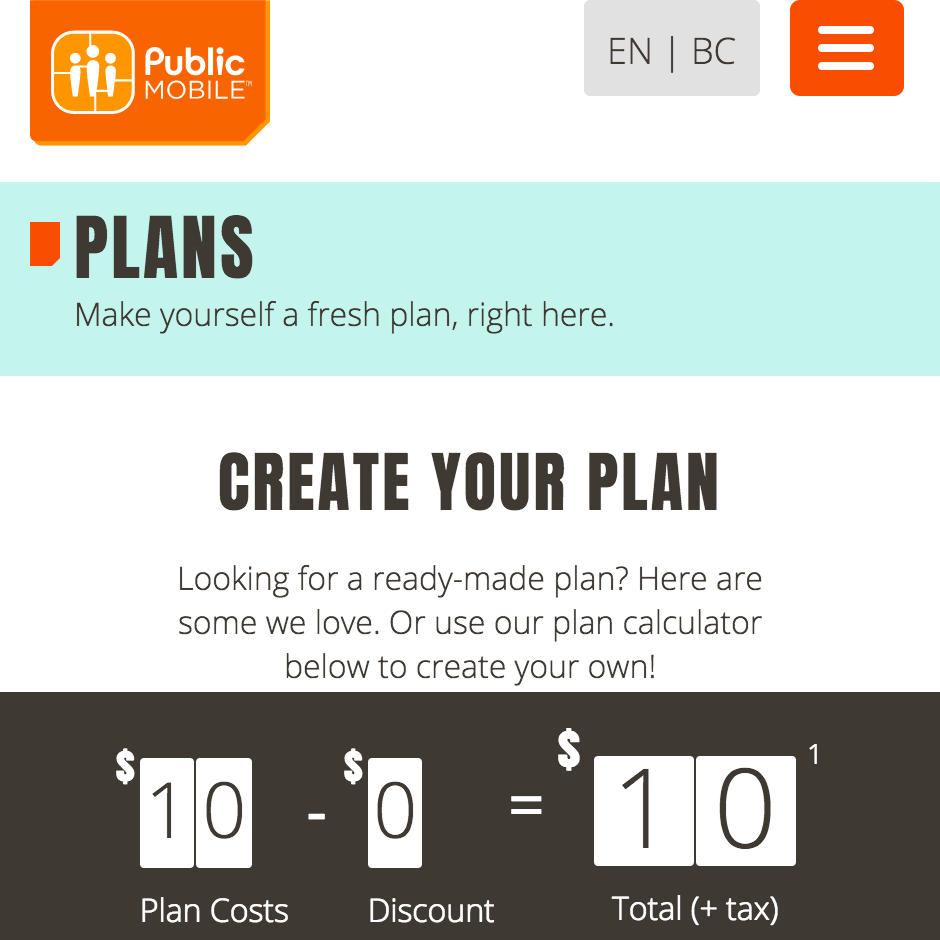 Public
MOBILE™
EN | BC
PLANS
Make yourself a fresh plan, right here.
CREATE YOUR PLAN
Looking for a ready-made plan? Here are
some we love. Or use our plan calculator
below to create your own!
$10 - $0 = $10 1
Plan Costs Discount Total (+ tax)